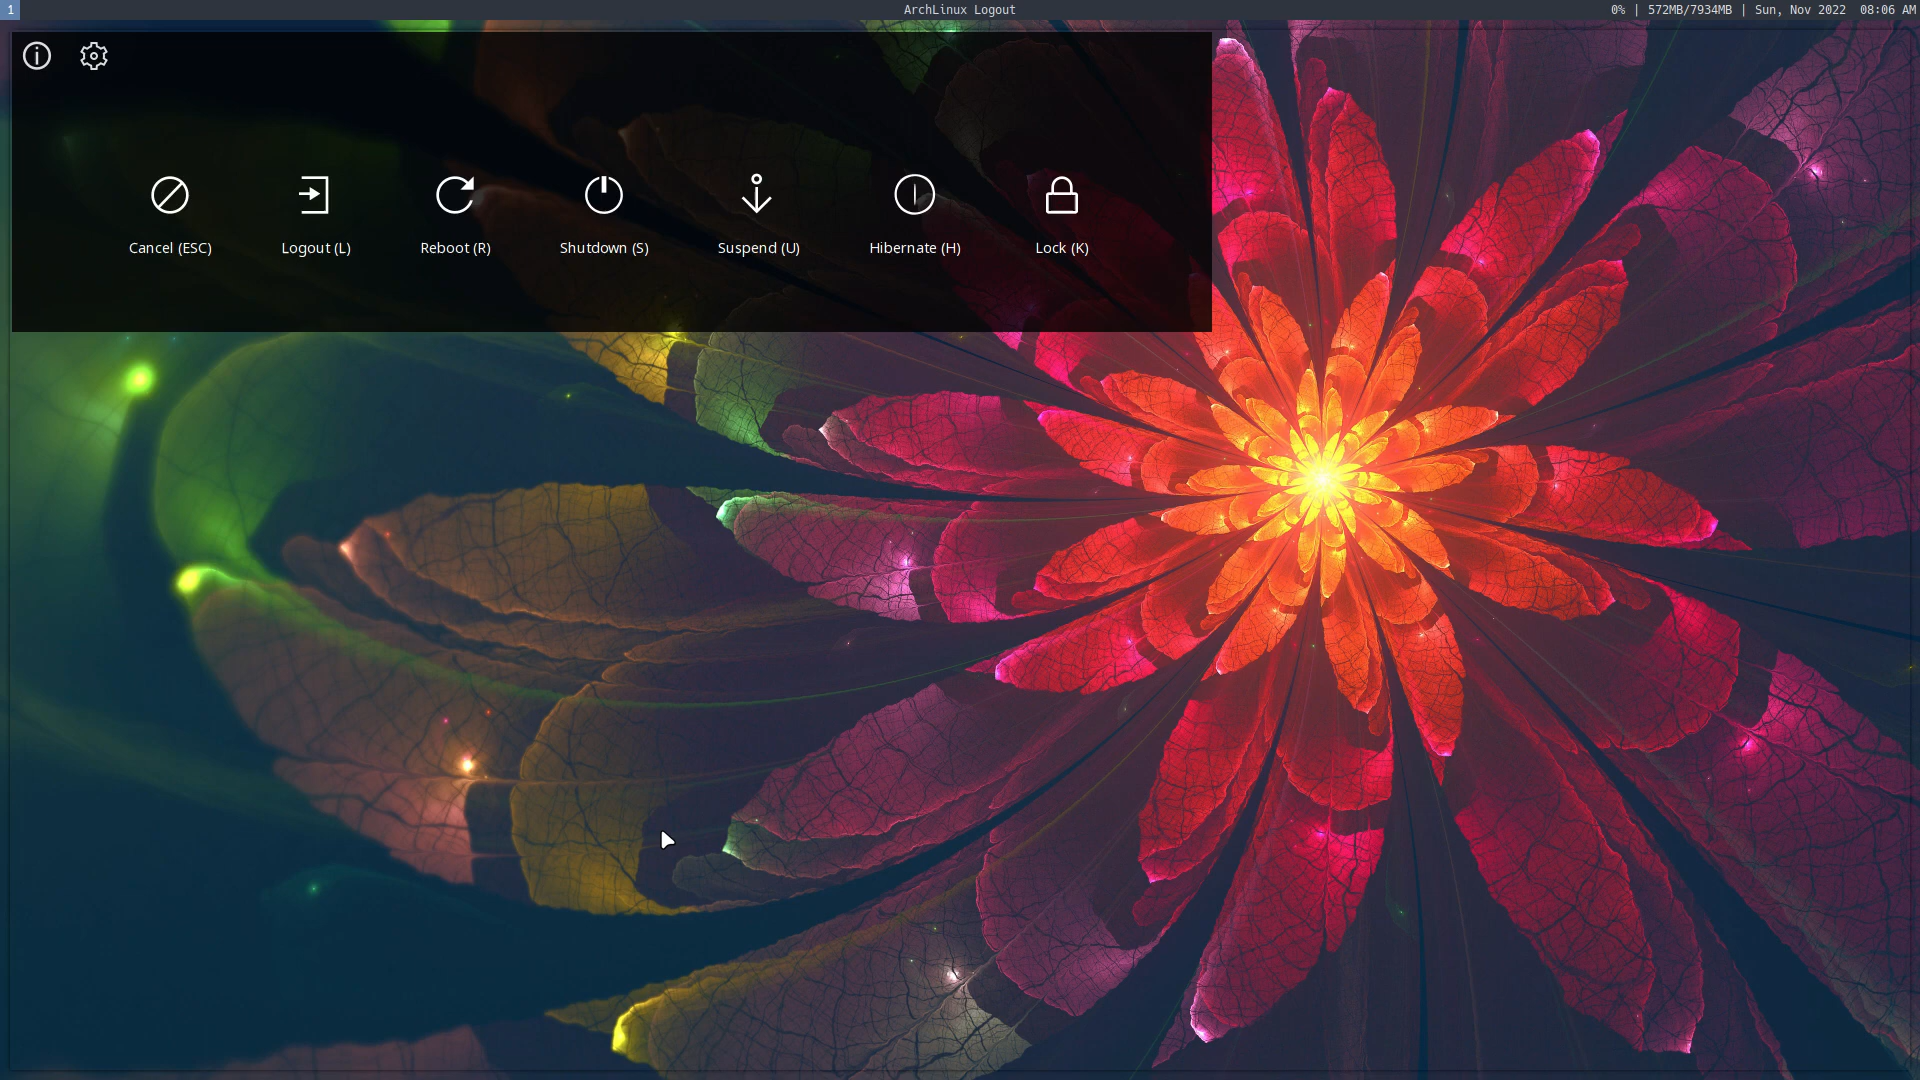 1 ArchLinux Logout 0% | 572MB/7934MB | Sun, Nov 2022 08:06 AM
Cancel (ESC) Logout (L) Reboot (R) Shutdown (S) Suspend (U) Hibernate (H) Lock (K)